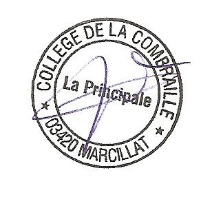 COLLEGE DE LA COMBRAILLE
La Principale
★ 03420 MARCILLAT ★